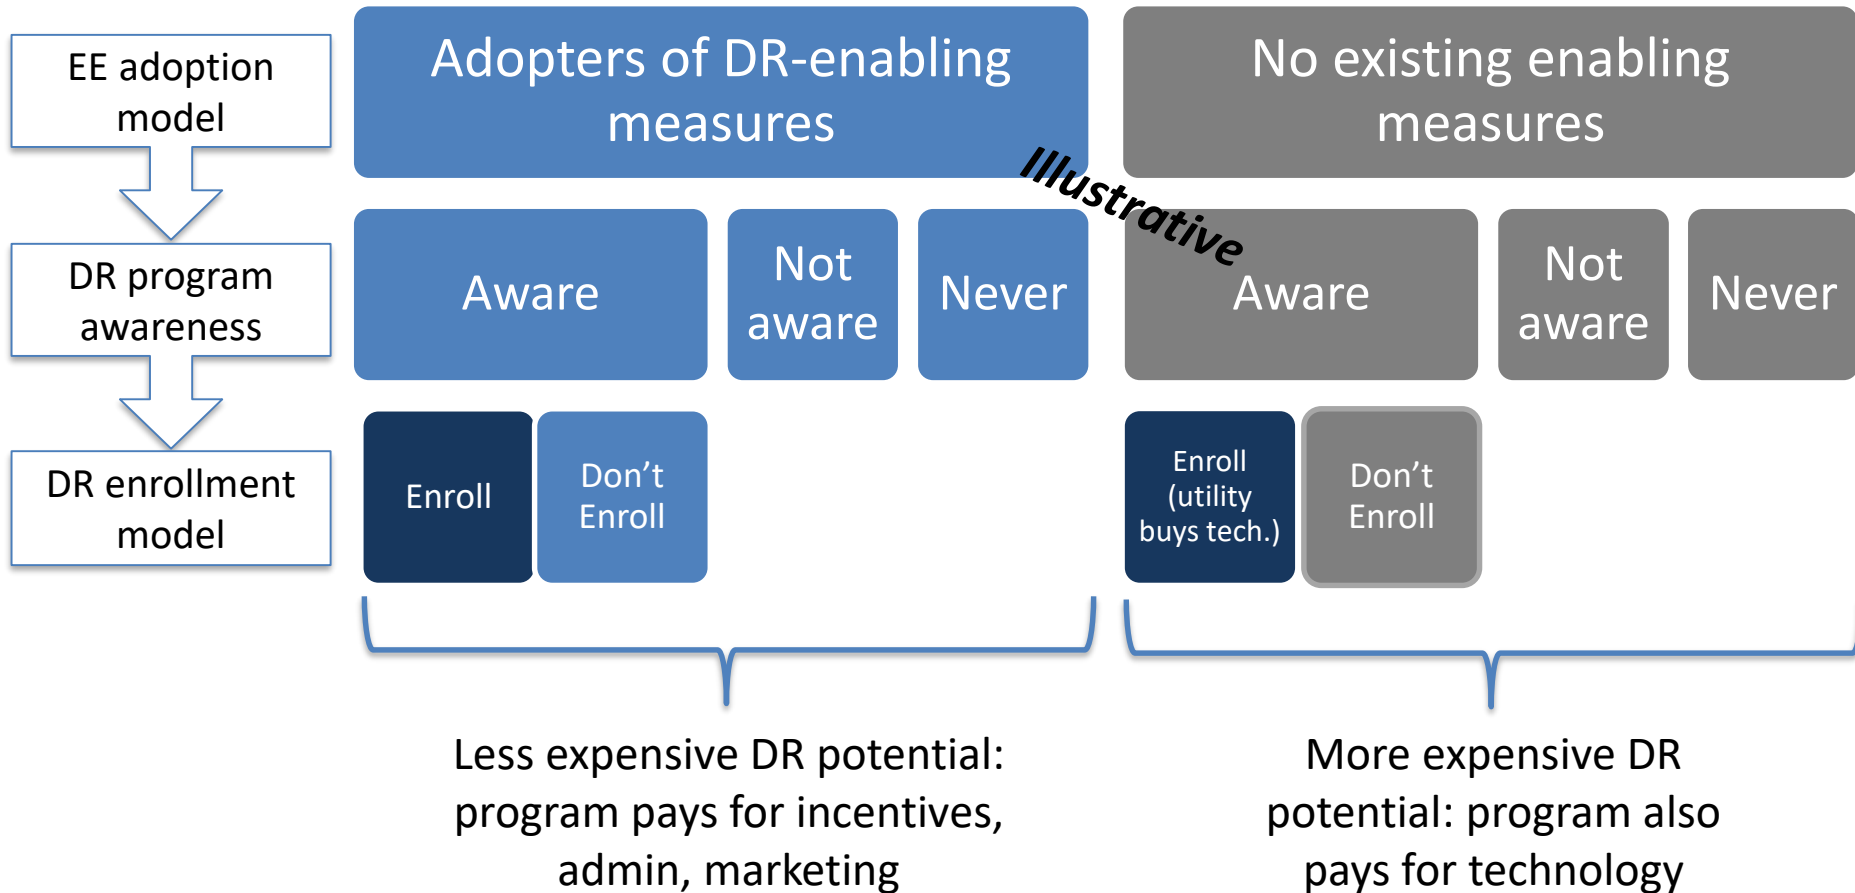 EE adoption
model
Adopters of DR-enabling
measures
No existing enabling
measures
Illustrative
DR program
awareness
Aware
Not
aware
Never
Aware
Not
aware
Never
DR enrollment
model
Enroll
Don’t
Enroll
Enroll
(utility
buys tech.)
Don’t
Enroll
Less expensive DR potential:
program pays for incentives,
admin, marketing
More expensive DR
potential: program also
pays for technology